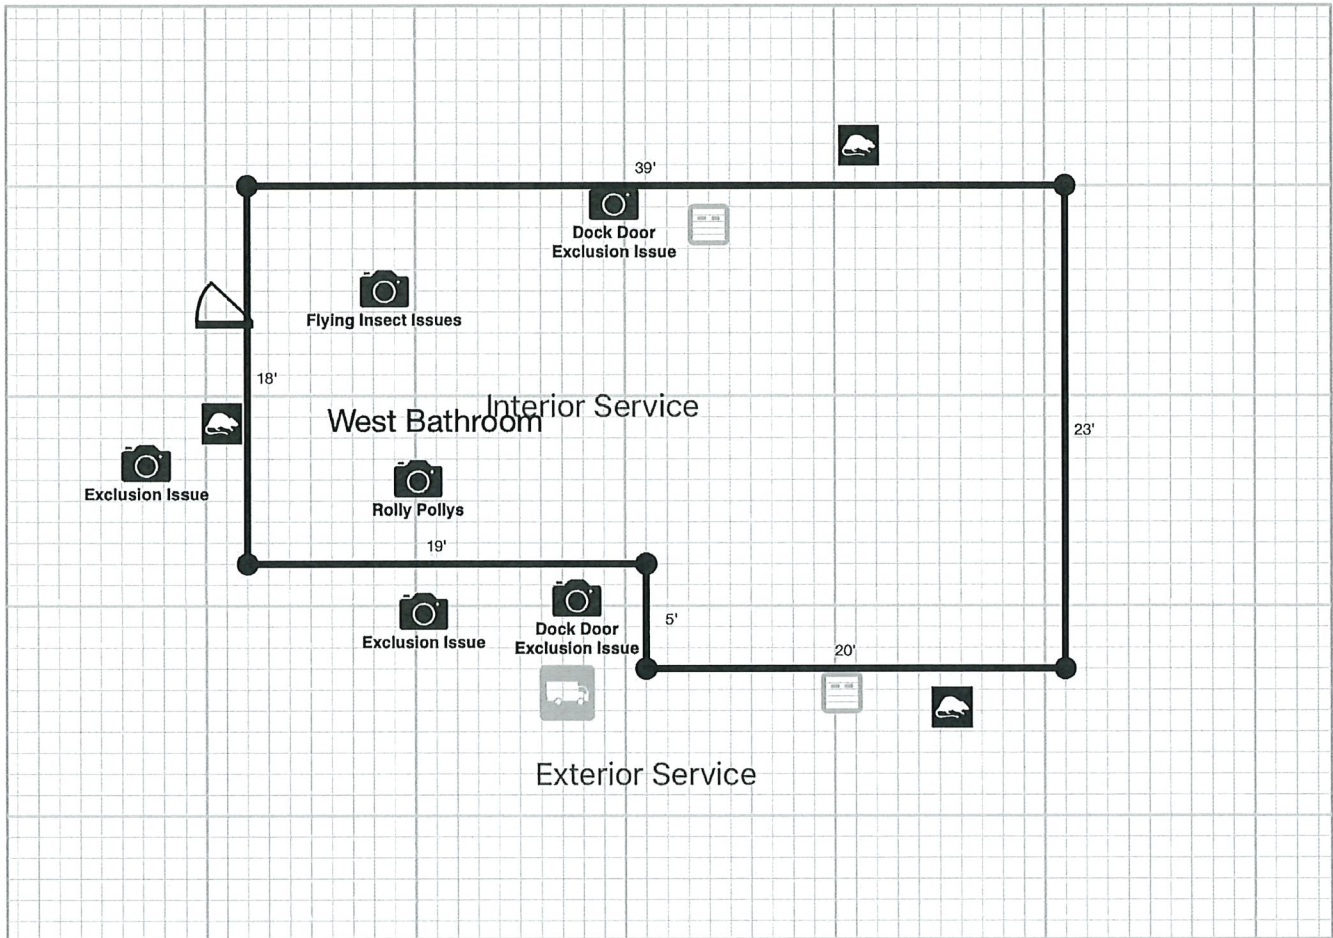 39'
Dock Door
Exclusion Issue
Flying Insect Issues
18'
Interior Service
West Bathroom
23'
Exclusion Issue
Rolly Pollys
19'
Exclusion Issue
Dock Door
Exclusion Issue
5'
20'
Exterior Service